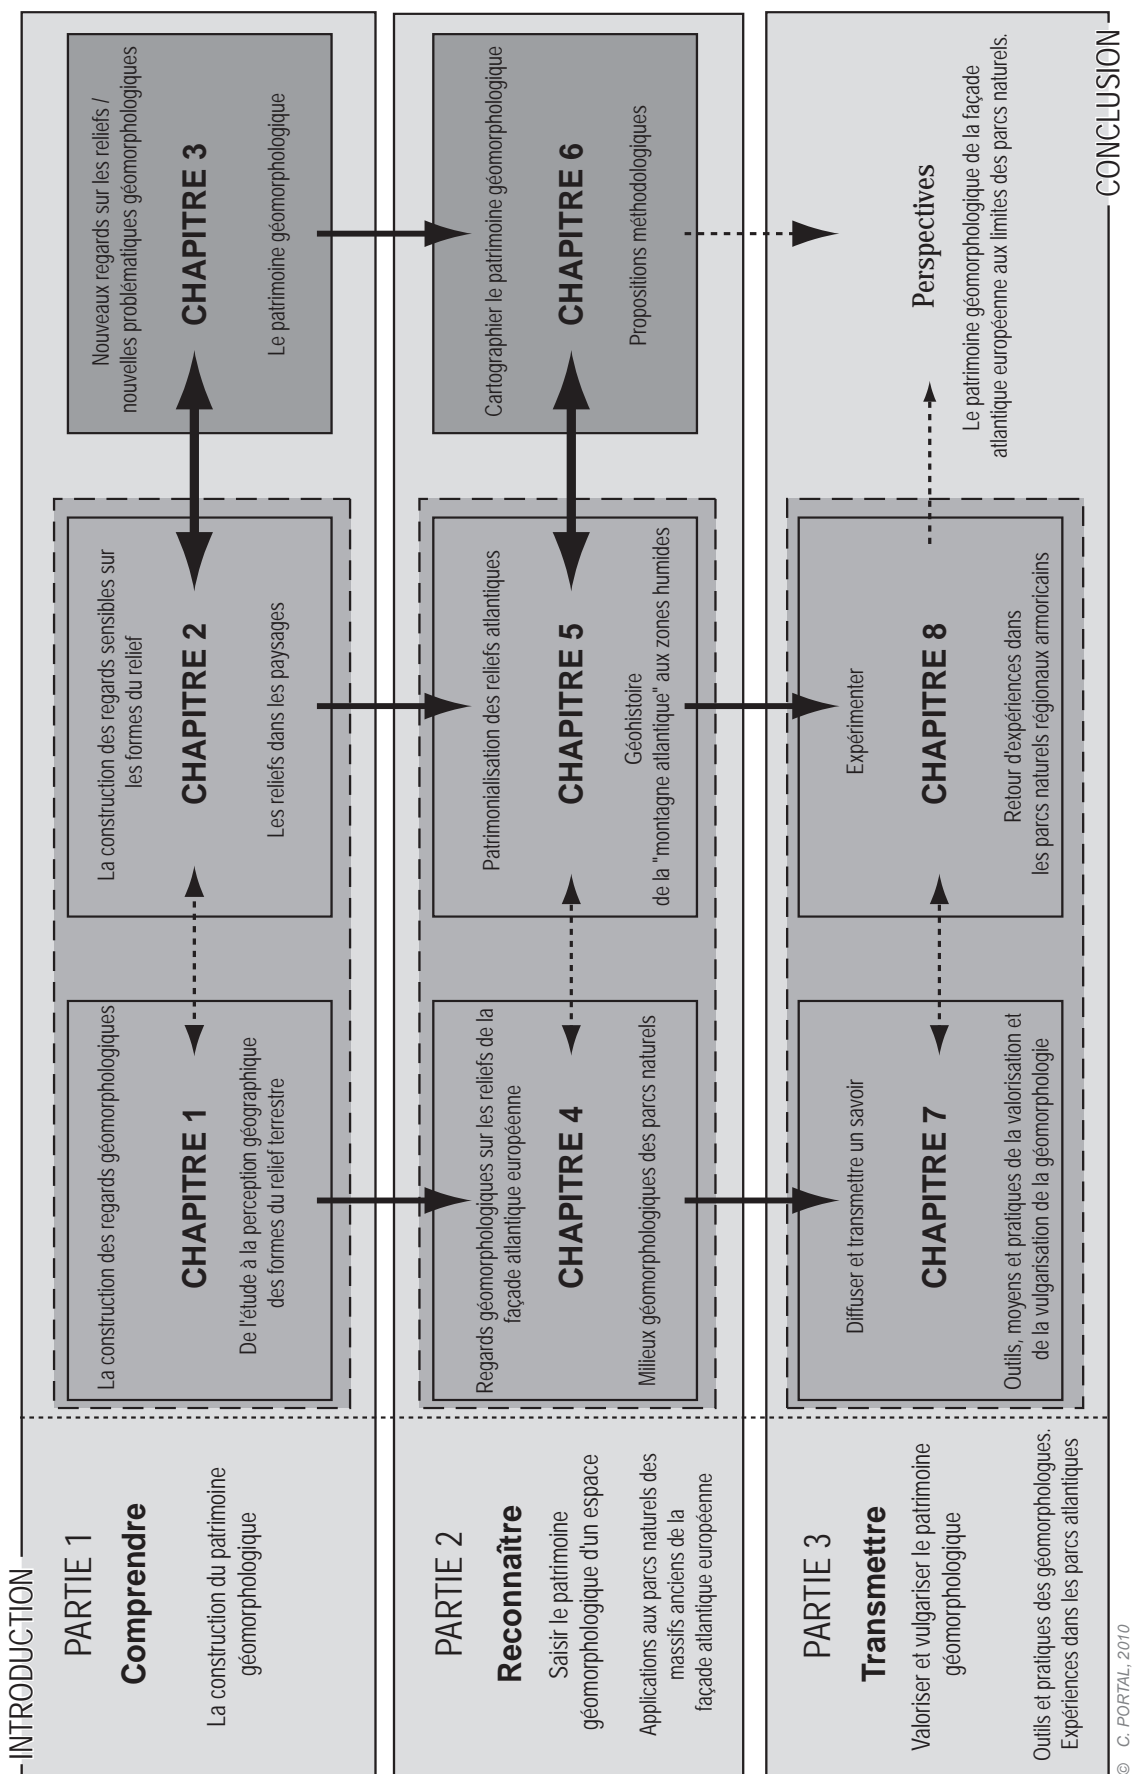 INTRODUCTION
PARTIE 1
Comprendre
La construction du patrimoine
géomorphologique
La construction des regards géomorphologiques
CHAPITRE 1
De l'étude à la perception géographique
des formes du relief terrestre
La construction des regards sensibles sur
les formes du relief
CHAPITRE 2
Les reliefs dans les paysages
Nouveaux regards sur les reliefs /
nouvelles problématiques géomorphologiques
CHAPITRE 3
Le patrimoine géomorphologique
PARTIE 2
Reconnaître
Saisir le patrimoine
géomorphologique d'un espace
Applications aux parcs naturels des
massifs anciens de la
façade atlantique européenne
Regards géomorphologiques sur les reliefs de la
façade atlantique européenne
CHAPITRE 4
Milieux géomorphologiques des parcs naturels
Patrimonialisation des reliefs atlantiques
CHAPITRE 5
Géohistoire
de la "montagne atlantique" aux zones humides
Cartographier le patrimoine géomorphologique
CHAPITRE 6
Propositions méthodologiques
PARTIE 3
Transmettre
Valoriser et vulgariser le patrimoine
géomorphologique
Outils et pratiques des géomorphologues.
Expériences dans les parcs atlantiques
Diffuser et transmettre un savoir
CHAPITRE 7
Outils, moyens et pratiques de la valorisation et
de la vulgarisation de la géomorphologie
Expérimenter
CHAPITRE 8
Retour d'expériences dans
les parcs naturels régionaux armoricains
Perspectives
Le patrimoine géomorphologique de la façade
atlantique européenne aux limites des parcs naturels.
CONCLUSION
© C. PORTAL, 2010